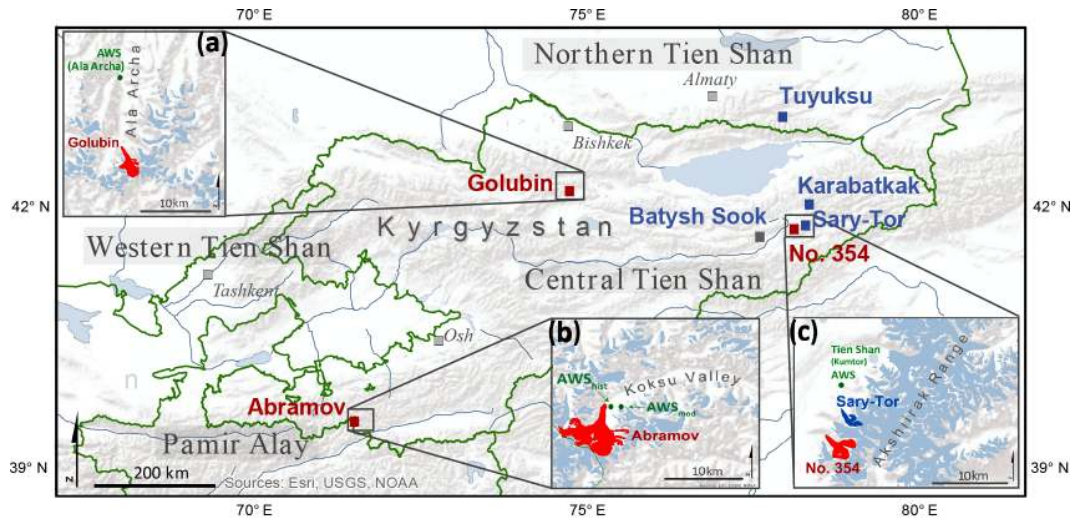 70° E
75° E
80° E
(a)
AWS
(Ala Archa)
Ala Archa
Golubin
10km
Northern Tien Shan
Almaty
Tuyuksu
Bishkek
Golubin
42° N
Karabatkak
42° N
Batysh Sook
Sary-Tor
Kyrgyzstan
No. 354
Western Tien Shan
Central Tien Shan
Tashkent
Osh
n
Abramov
Pamir Alay
z
200 km
Sources: Esri, USGS, NOAA
39° N
(b)
Koksu Valley
AWShist
AWSmod
Abramov
10km
(c)
Tien Shan
(Kumtor)
AWS
Sary-Tor
Akshiirak Range
No. 354
10km
39° N
70° E
75° E
80° E